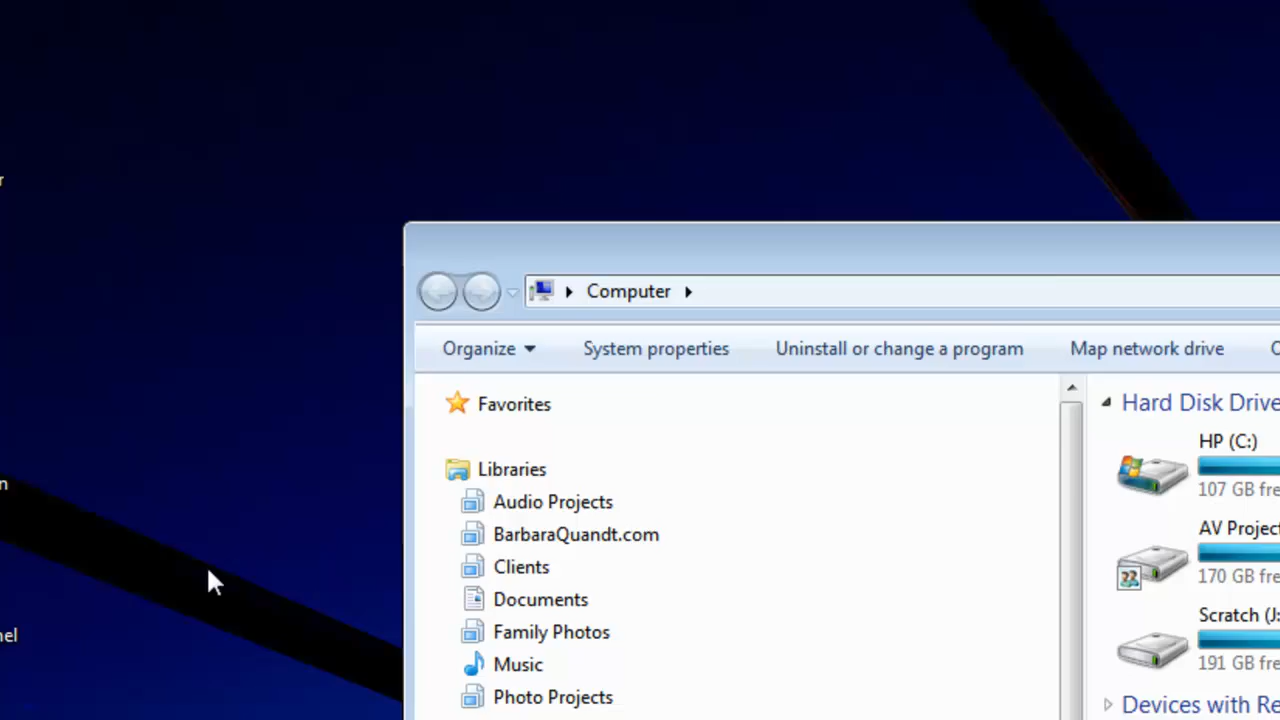 Computer
Organize
System properties
Uninstall or change a program
Map network drive
Favorites
Libraries
Audio Projects
BarbaraQuandt.com
Clients
Documents
Family Photos
Music
Photo Projects
Hard Disk Drive
HP (C:)
107 GB fre
AV Project
170 GB fre
Scratch (J:
191 GB fre
Devices with Re
r
n
nel